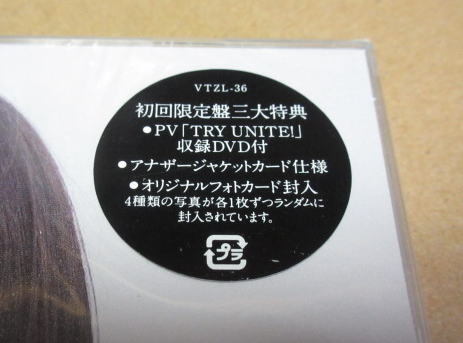 VTZL-36
初回限定盤三大特典
●PV「TRY UNITE!」
収録DVD付
●アナザージャケットカード仕様
●オリジナルフォトカード封入
4種類の写真が各1枚ずつランダムに
封入されています。
プラ